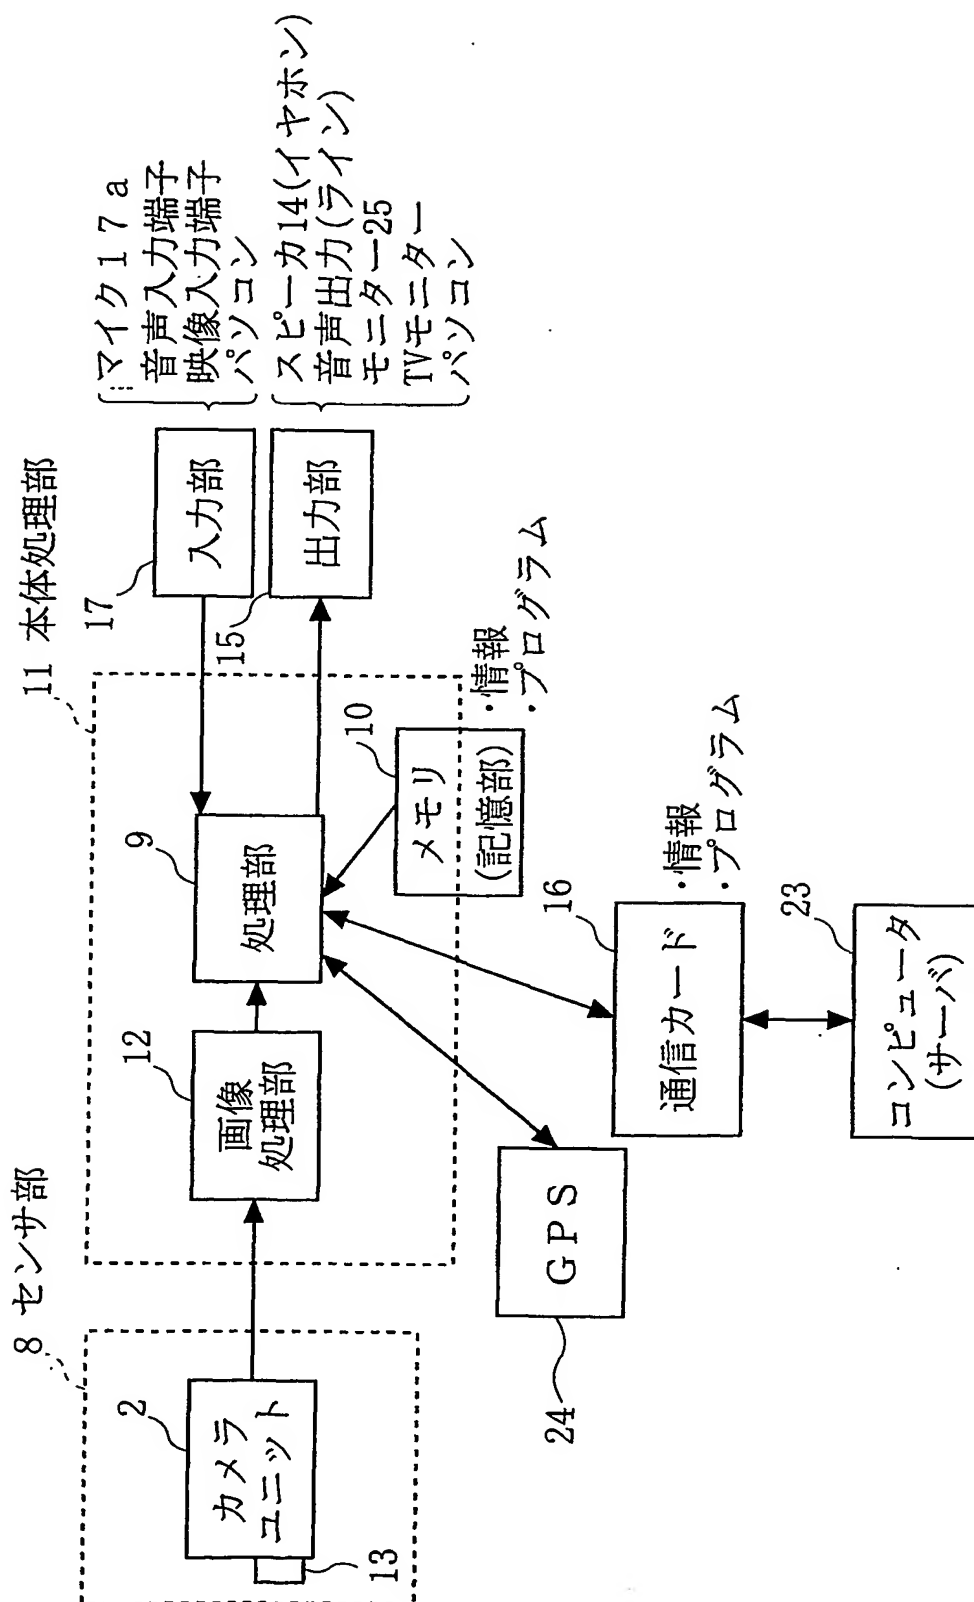 8 センサ部
2
カメラ
ユニット
13
11 本体処理部
12
画像
処理部
9
処理部
10
メモリ
(記憶部)
・情報
・プログラム
17
入力部
マイク17a
音声入力端子
映像入力端子
パソコン
15
出力部
スピーカ14(イヤホン)
音声出力(ライン)
モニター25
TVモニター
パソコン
24
GPS
16
通信カード
・情報
・プログラム
23
コンピュータ
(サーバ)